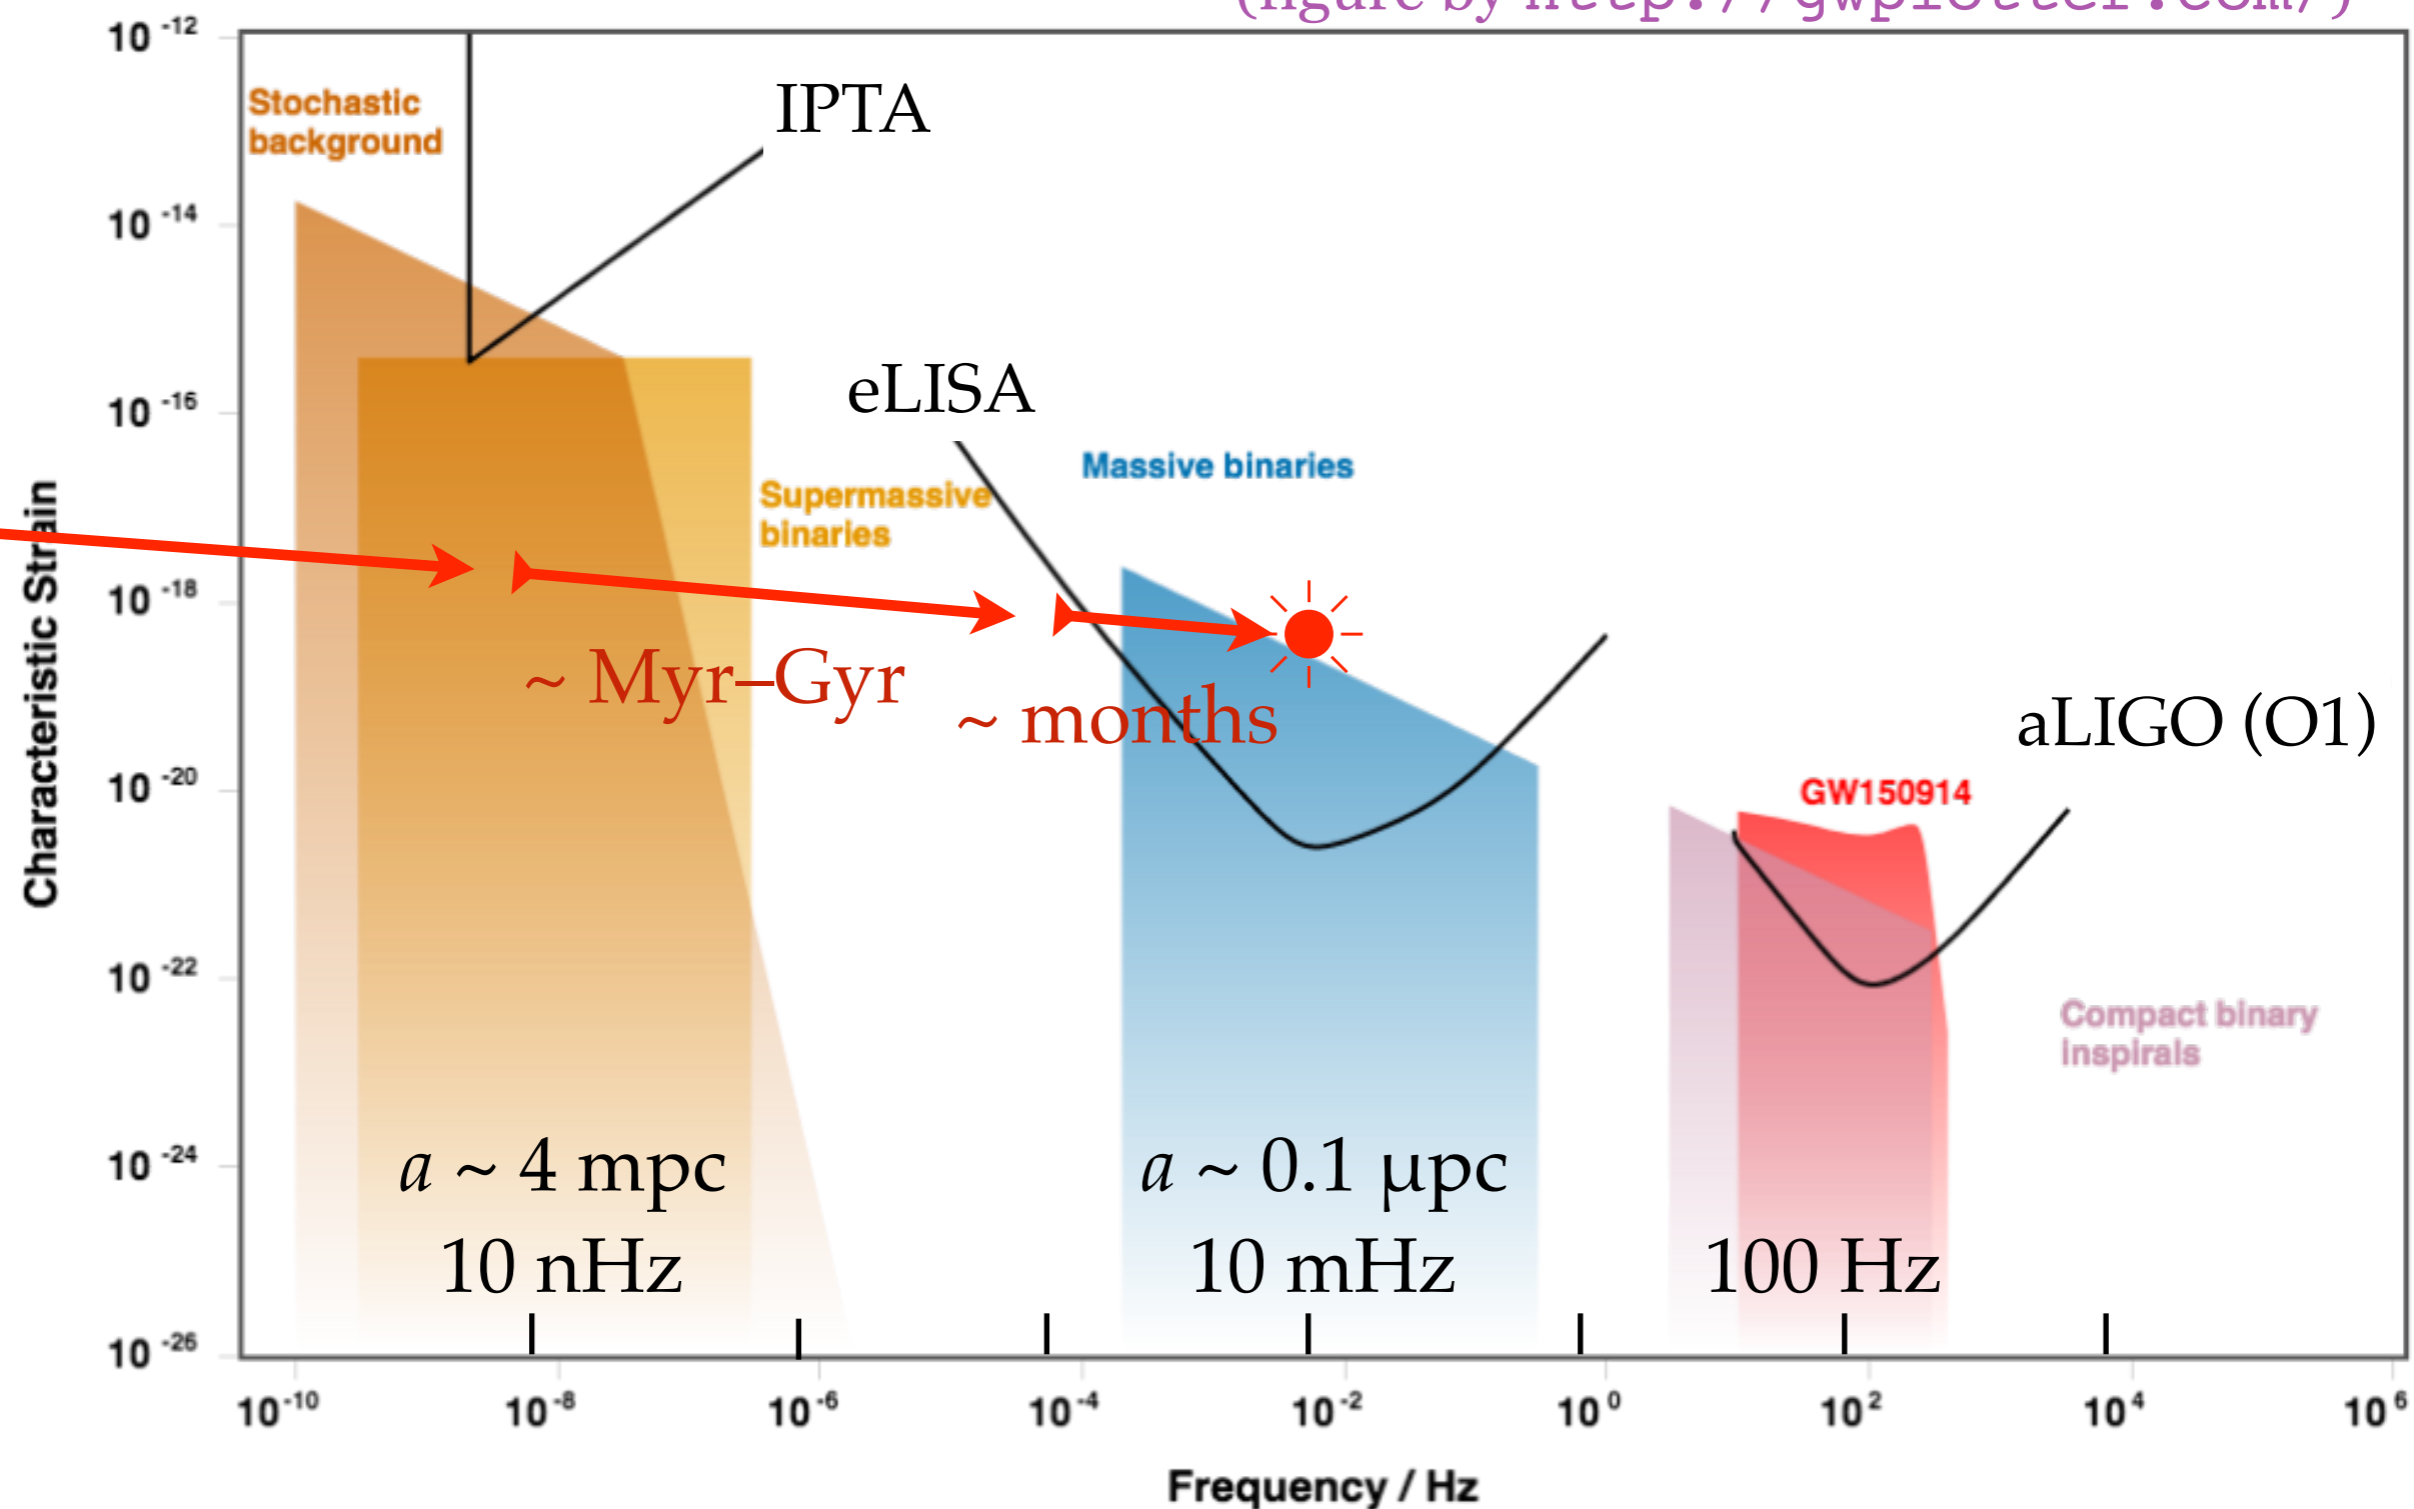 (figure by http://gwplotter.com/)
10 -12
Stochastic
background
IPTA
10 -14
10 -16
eLISA
Massive binaries
Supermassive
binaries
Characteristic Strain
10 -18
~ Myr–Gyr
~ months
aLIGO (O1)
10 -20
GW150914
10 -22
Compact binary
inspirals
10 -24
a ~ 4 mpc
10 nHz
a ~ 0.1 μpc
10 mHz
100 Hz
10 -26
10 -10
10 -8
10 -6
10 -4
10 -2
10 0
10 2
10 4
10 6
Frequency / Hz